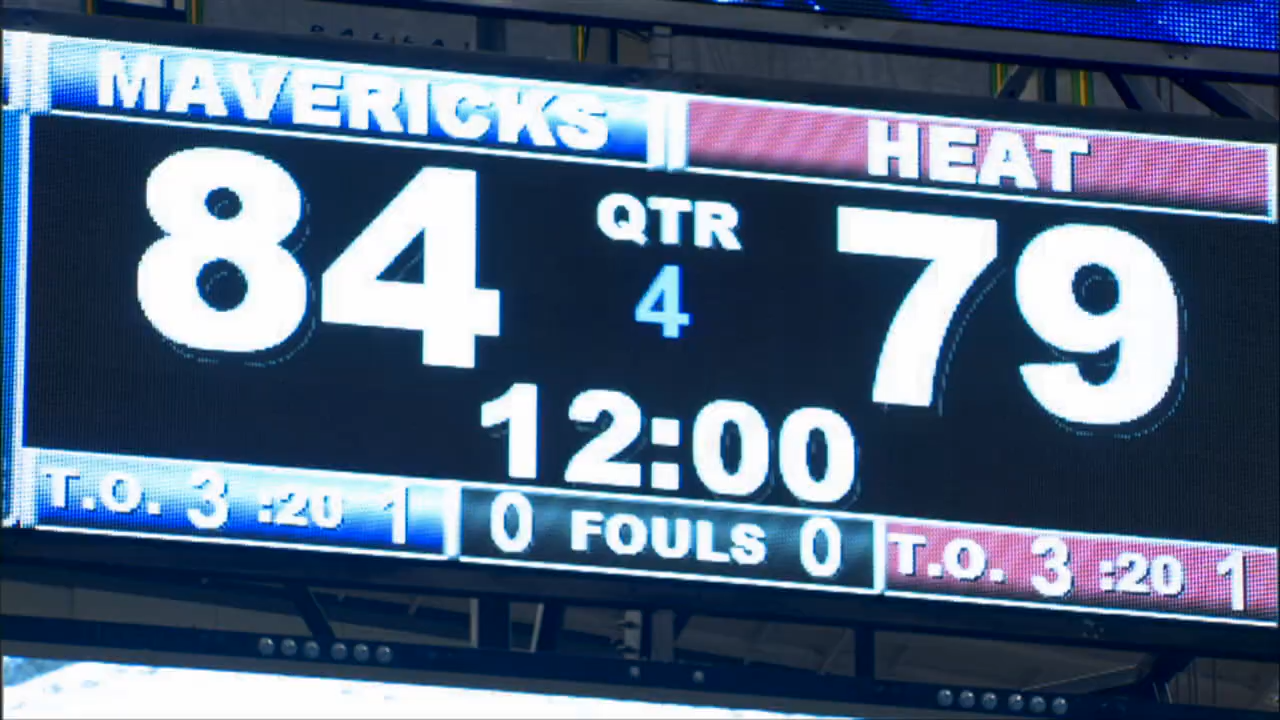 MAVERICKS HEAT
84 QTR 79
4
12:00
T.O. 3 :20 1 0 FOULS 0 T.O. 3 :20 1